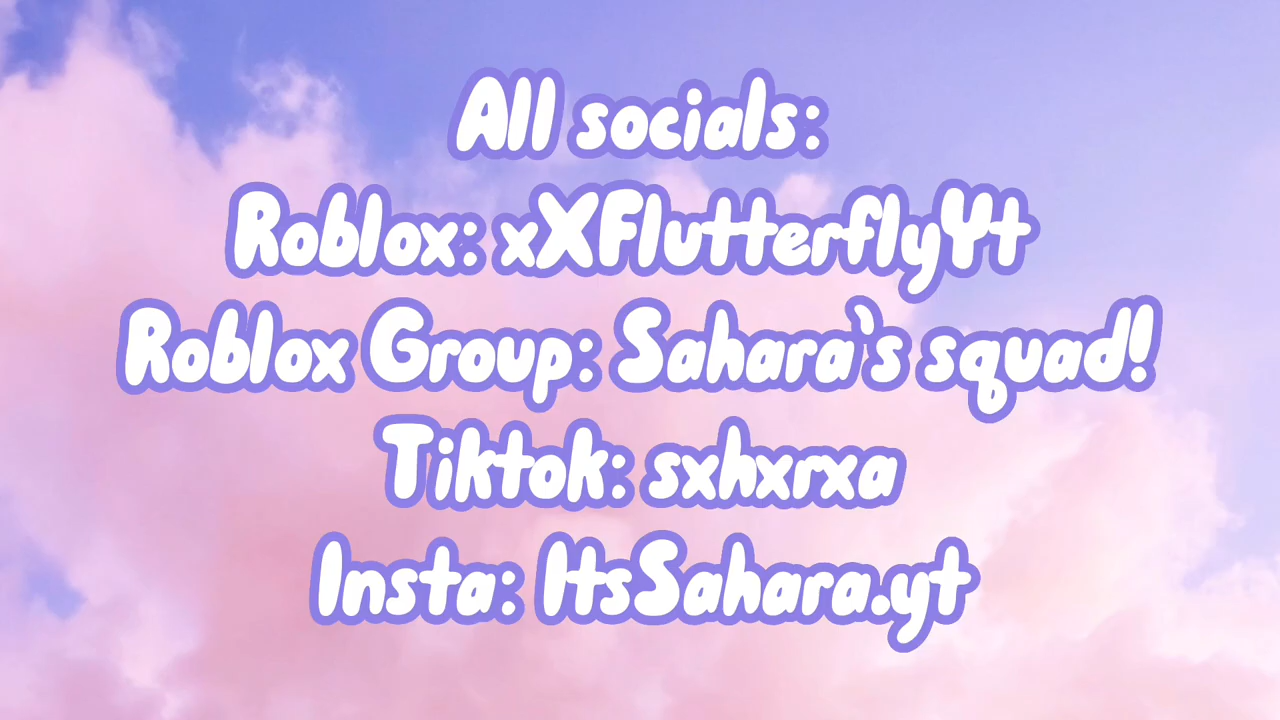 All socials:
Roblox: xXFlutterflyYt
Roblox Group: Sahara's squad!
Tiktok: sxhxrxa
Insta: ItsSahara.yt